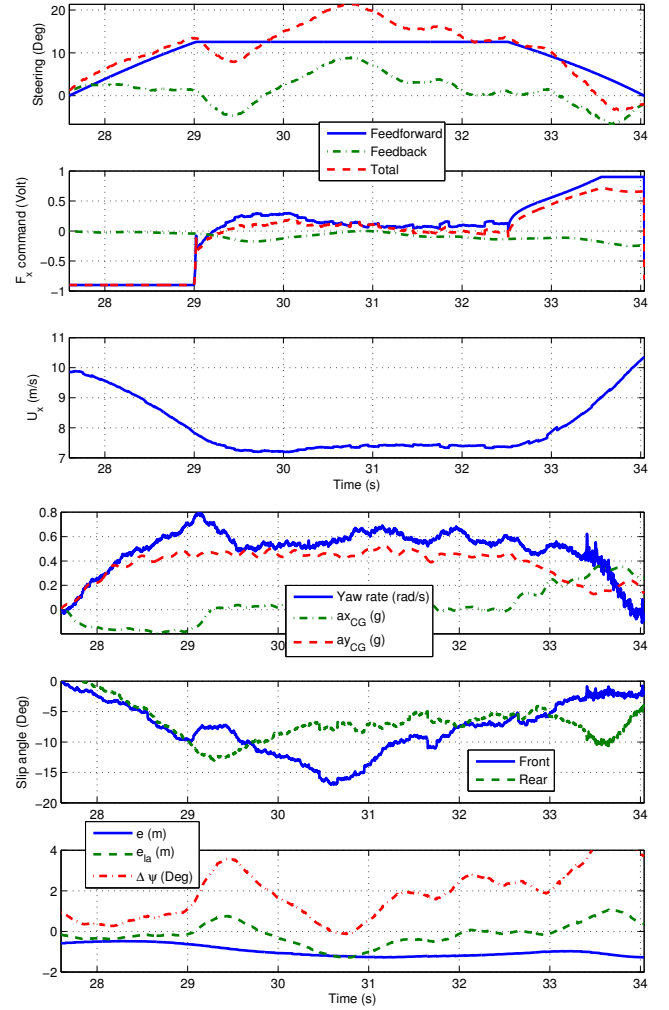 20
10
0
Steering (Deg)
28 29 30 31 32 33 34
Feedforward
Feedback
Total
1
0.5
0
−0.5
−1
F_x command (Volt)
28 29 30 31 32 33 34
11
10
9
8
7
U_x (m/s)
28 29 30 31 32 33 34
Time (s)
0.8
0.6
0.4
0.2
0
28 29 30 31 32 33 34
Yaw rate (rad/s)
ax_CG (g)
ay_CG (g)
0
−5
−10
−15
−20
Slip angle (Deg)
28 29 30 31 32 33 34
Front
Rear
e (m)
e_la (m)
Δ ψ (Deg)
4
2
0
−2
28 29 30 31 32 33 34
Time (s)